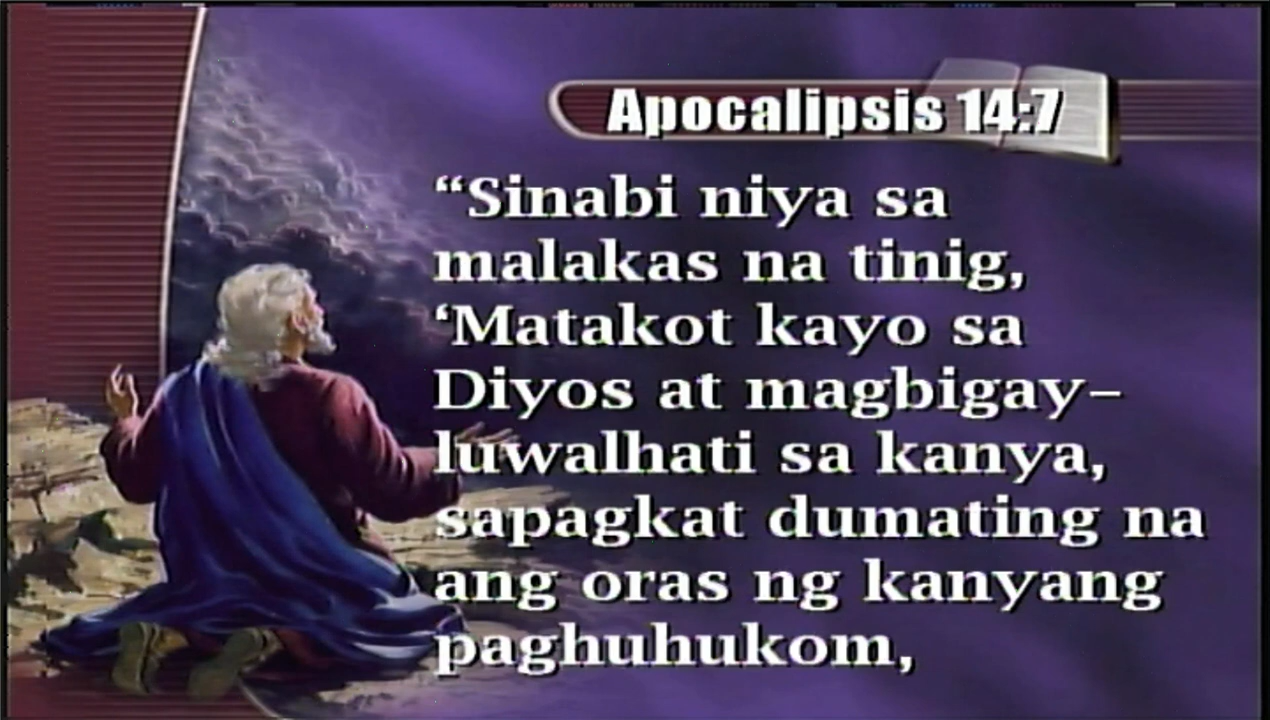 Apocalipsis 14:7
“Sinabi niya sa
malakas na tinig,
‘Matakot kayo sa
Diyos at magbigay–
luwalhati sa kanya,
sapagkat dumating na
ang oras ng kanyang
paghuhukom,